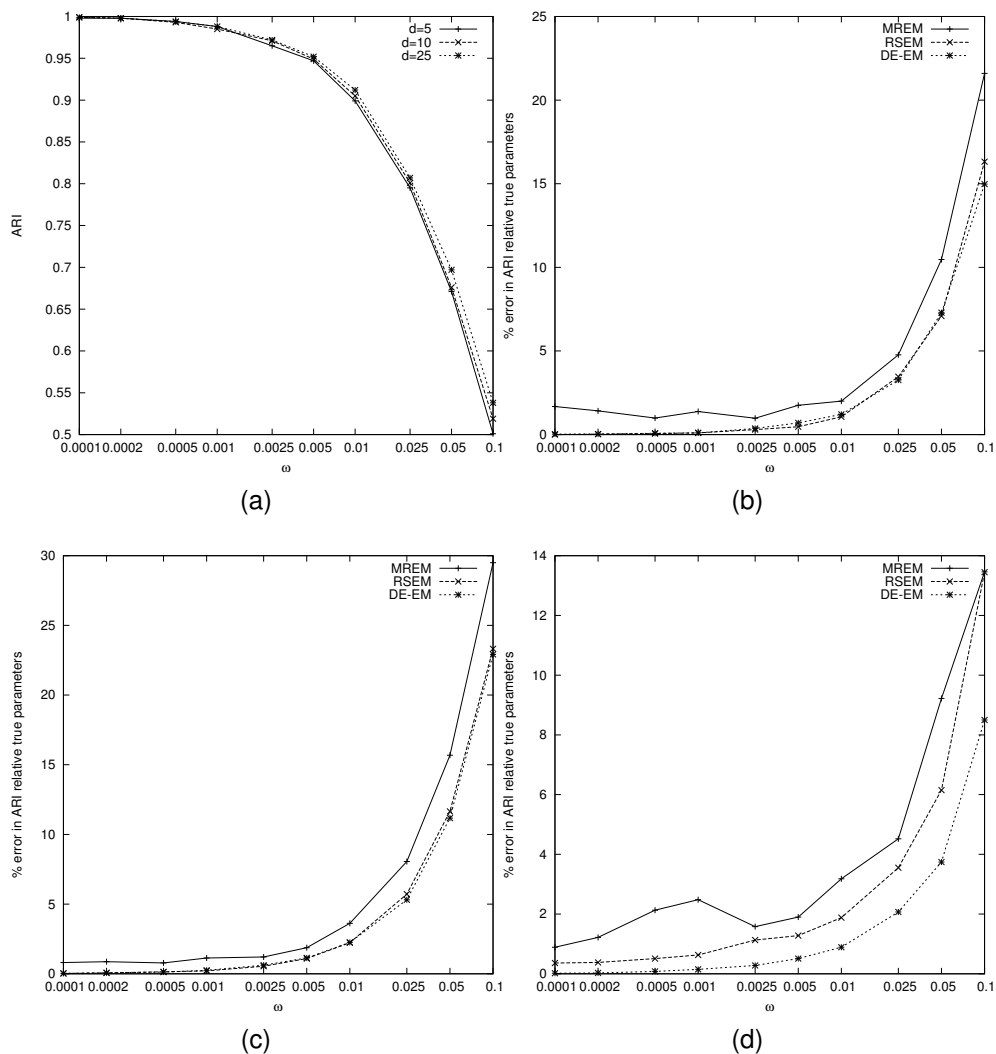 d=5
d=10
d=25
1
0.95
0.9
0.85
0.8
0.75
0.7
0.65
0.6
0.55
0.5
ARI
0.0001 0.0002 0.0005 0.001 0.0025 0.005 0.01 0.025 0.05 0.1
ω
(a)
MREM
RSEM
DE-EM
25
20
15
10
5
0
% error in ARI relative true parameters
0.0001 0.0002 0.0005 0.001 0.0025 0.005 0.01 0.025 0.05 0.1
ω
(b)
MREM
RSEM
DE-EM
30
25
20
15
10
5
0
% error in ARI relative true parameters
0.0001 0.0002 0.0005 0.001 0.0025 0.005 0.01 0.025 0.05 0.1
ω
(c)
MREM
RSEM
DE-EM
14
12
10
8
6
4
2
0
% error in ARI relative true parameters
0.0001 0.0002 0.0005 0.001 0.0025 0.005 0.01 0.025 0.05 0.1
ω
(d)